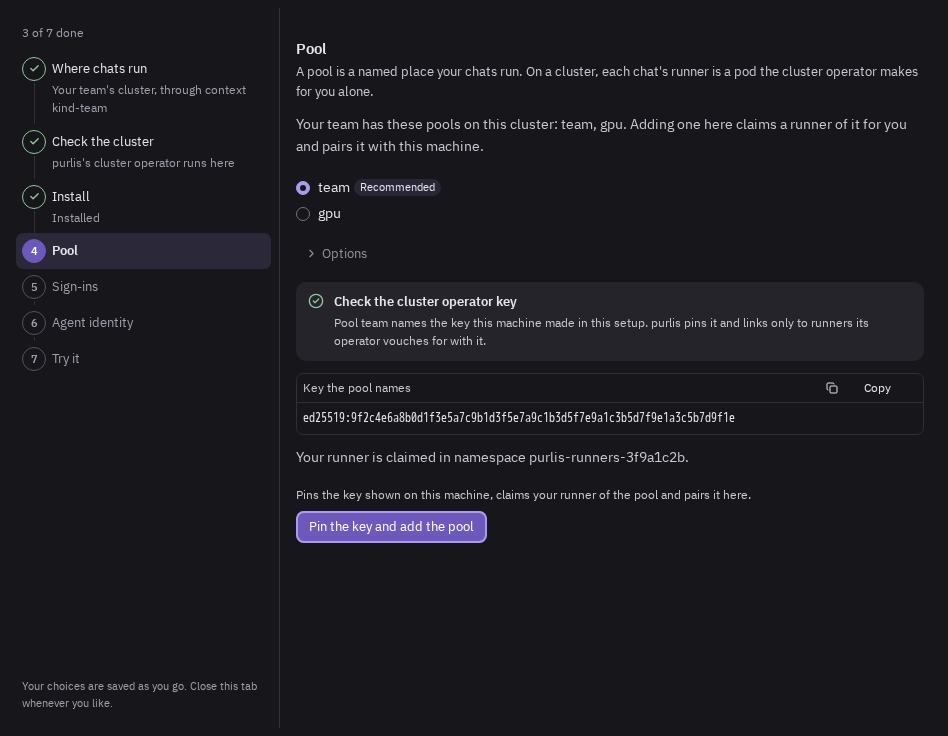 3 of 7 done
Where chats run
Your team's cluster, through context
kind-team
Check the cluster
purlis's cluster operator runs here
Install
Installed
4 Pool
5 Sign-ins
6 Agent identity
7 Try it
Your choices are saved as you go. Close this tab
whenever you like.
Pool
A pool is a named place your chats run. On a cluster, each chat's runner is a pod the cluster operator makes
for you alone.
Your team has these pools on this cluster: team, gpu. Adding one here claims a runner of it for you
and pairs it with this machine.
team Recommended
gpu
Options
Check the cluster operator key
Pool team names the key this machine made in this setup. purlis pins it and links only to runners its
operator vouches for with it.
Key the pool names Copy
ed25519:9f2c4e6a8b0d1f3e5a7c9b1d3f5e7a9c1b3d5f7e9a1c3b5d7f9e1a3c5b7d9f1e
Your runner is claimed in namespace purlis-runners-3f9a1c2b.
Pins the key shown on this machine, claims your runner of the pool and pairs it here.
Pin the key and add the pool